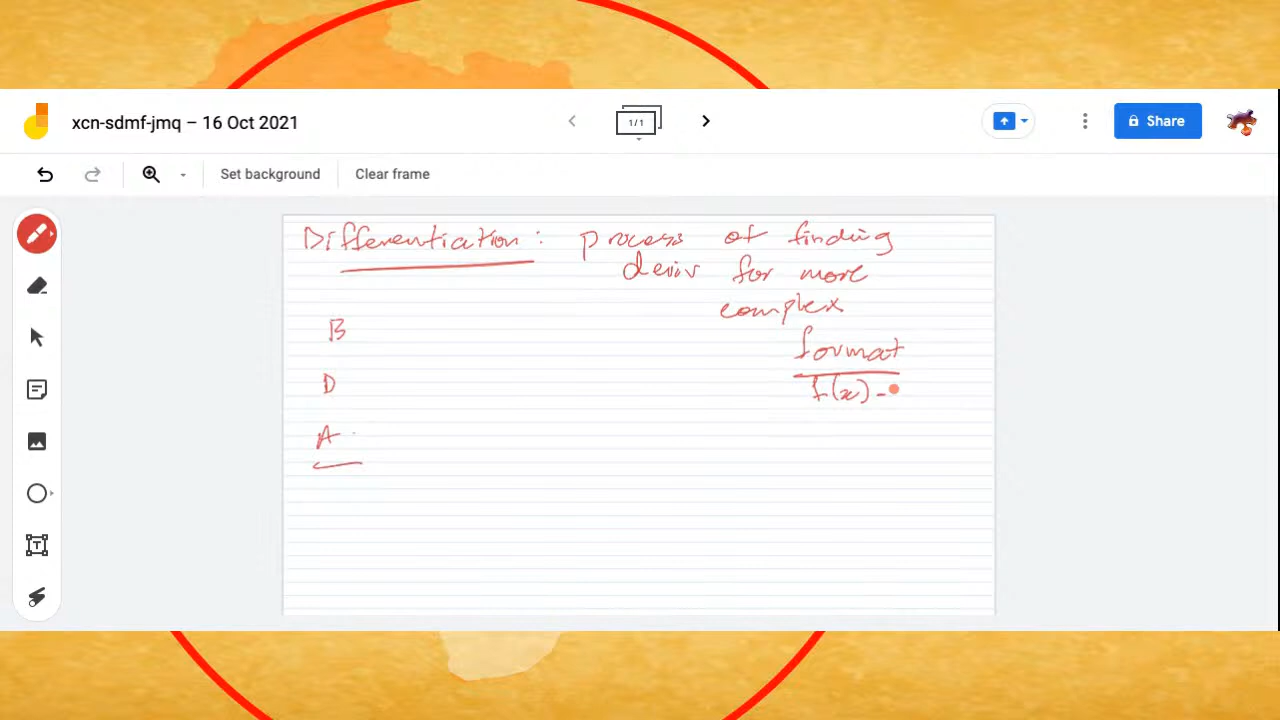 xcn-sdmf-jmq – 16 Oct 2021
1/1
Share
Set background
Clear frame
Differentiation : process of finding
deriv for more
complex
format
f(x) -
B
D
A
T